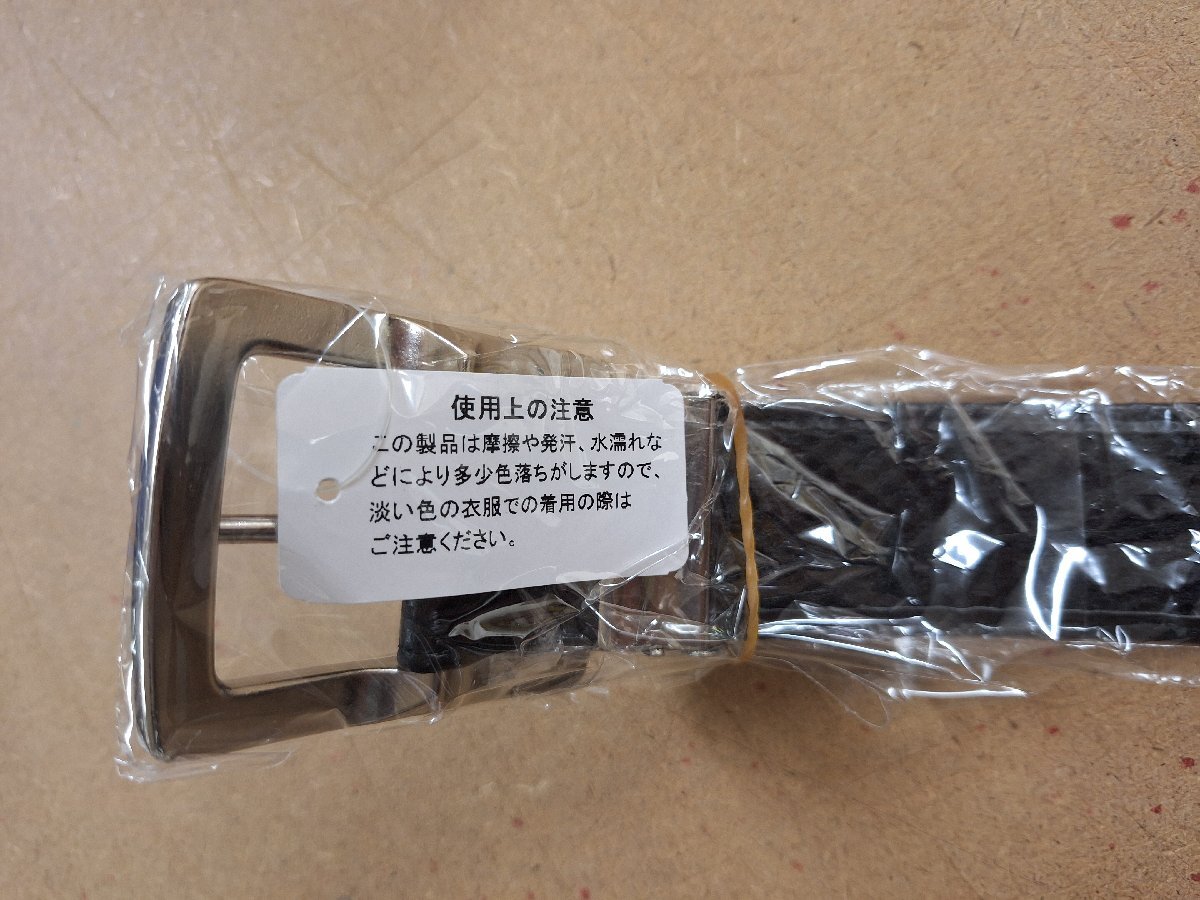 使用上の注意
この製品は摩擦や発汗、水濡れな
どにより多少色落ちがしますので、
淡い色の衣服での着用の際は
ご注意ください。